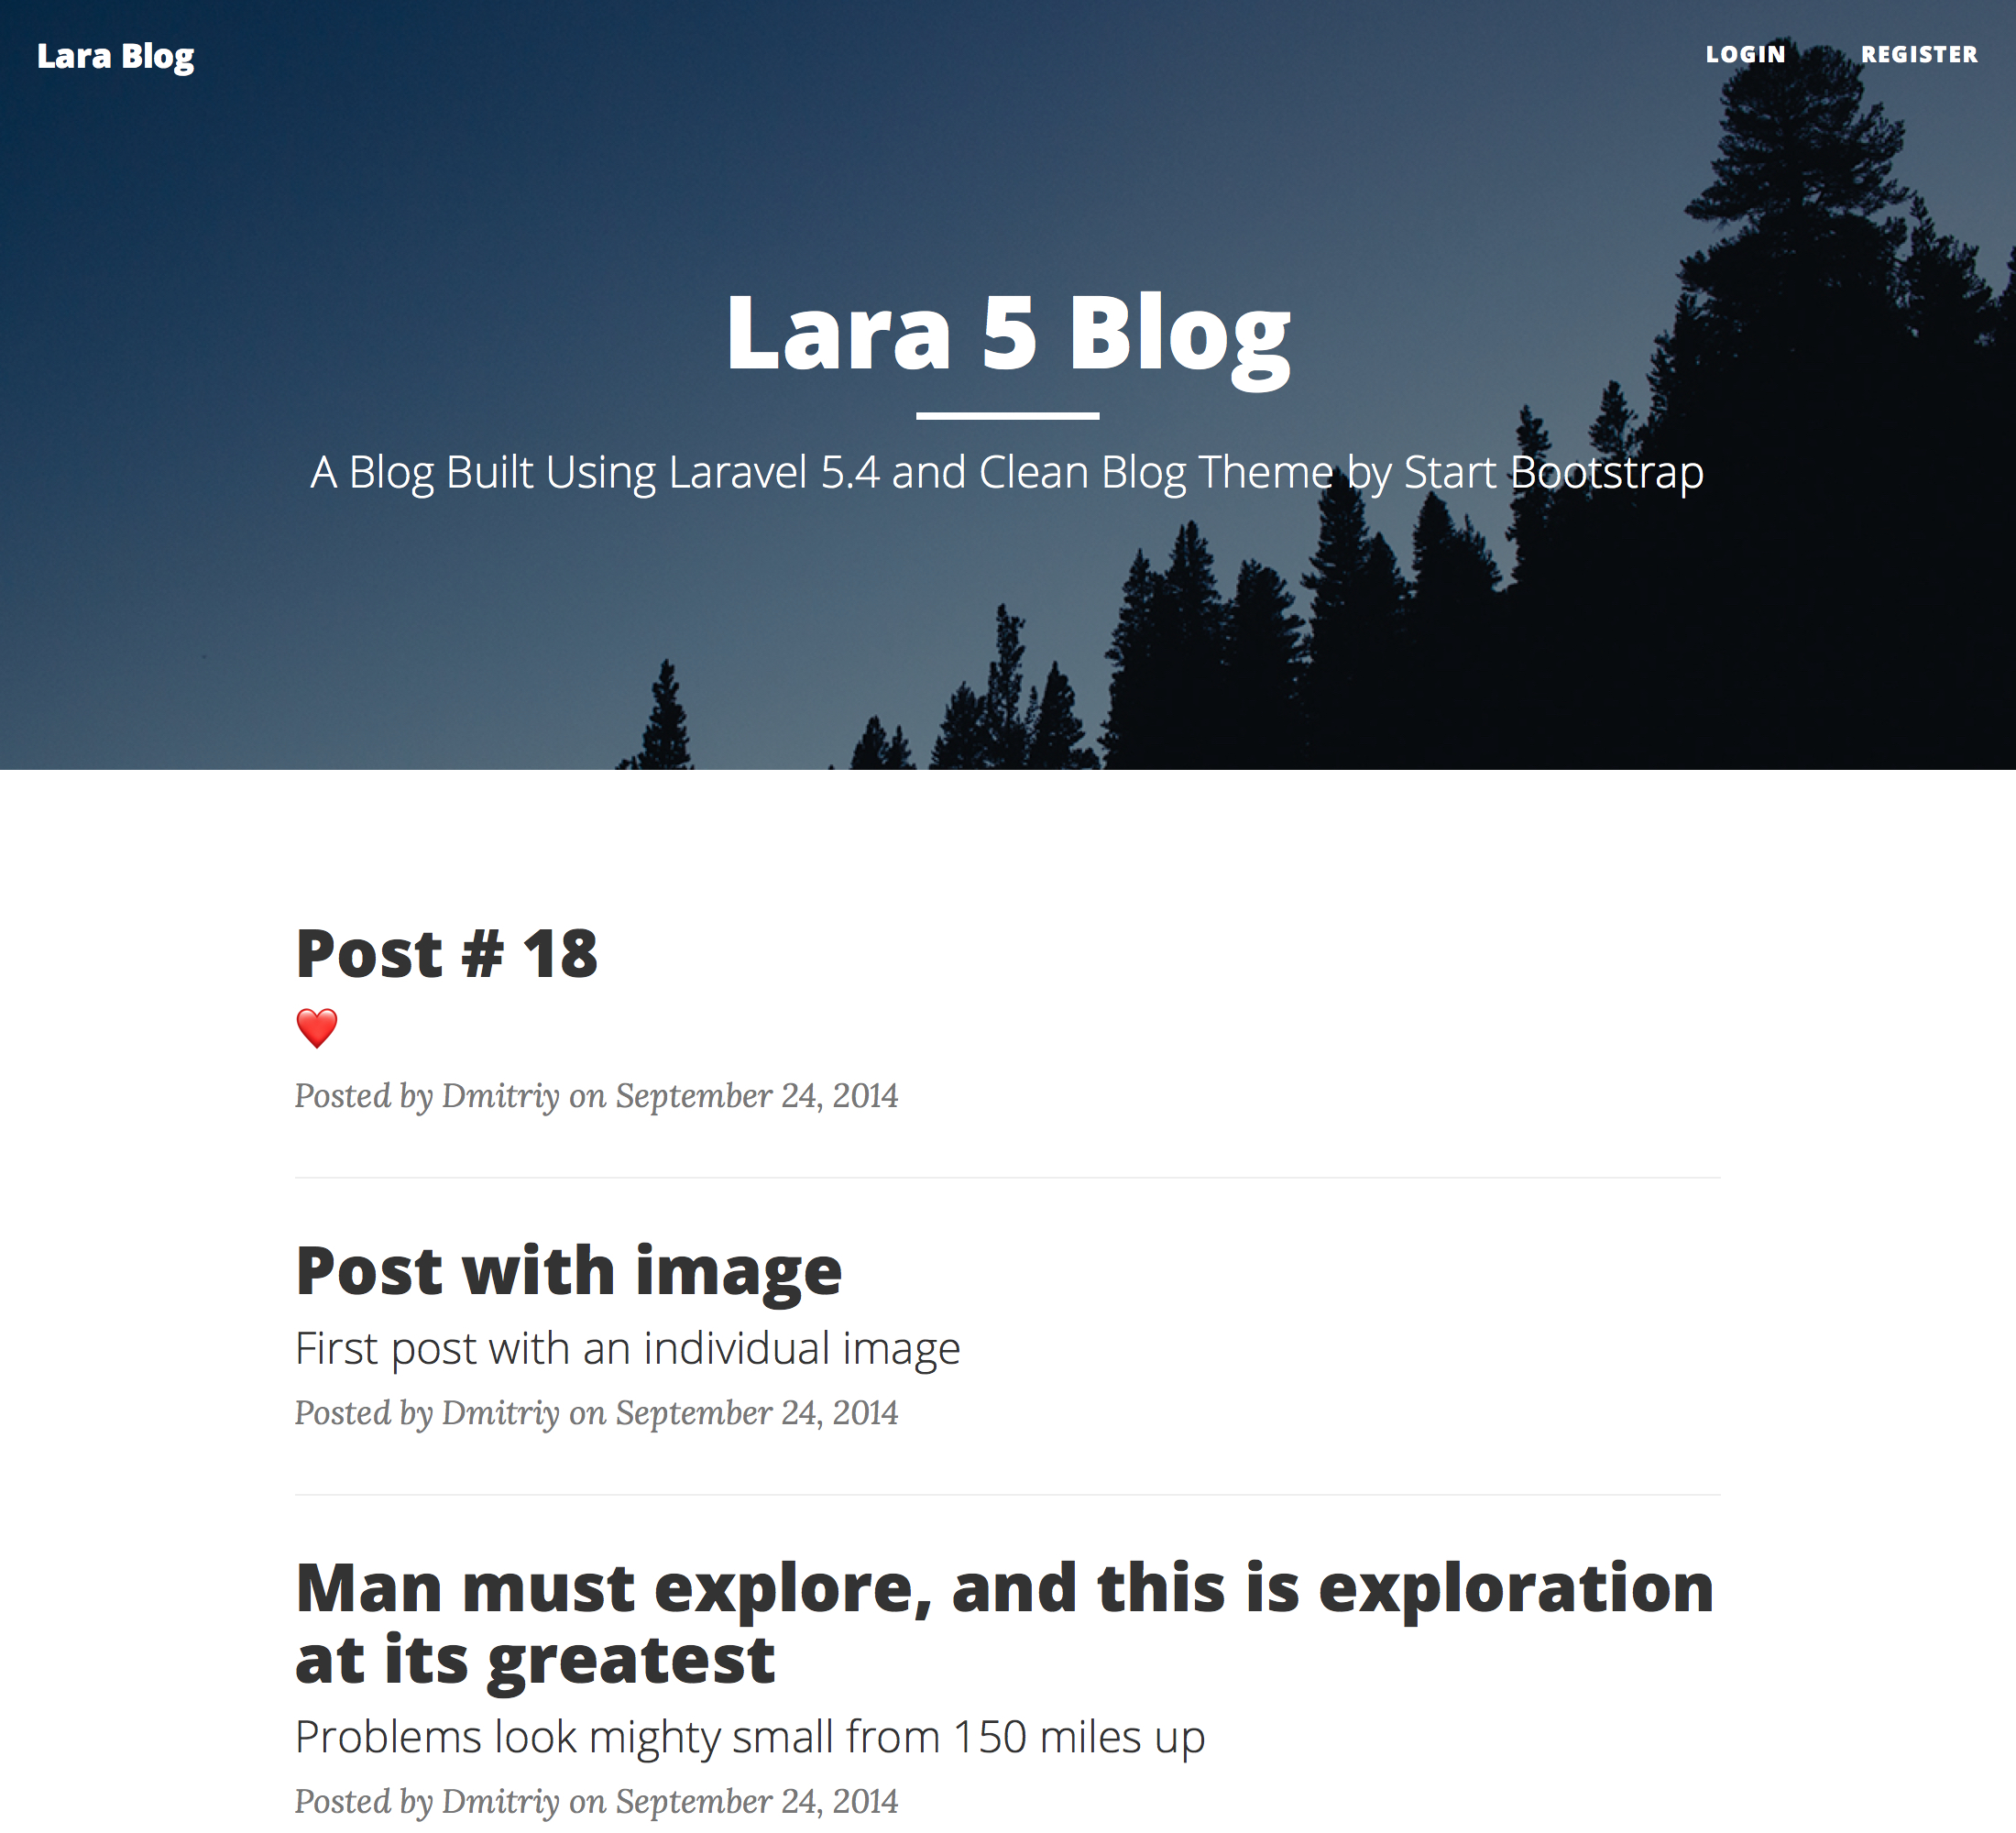 Lara Blog
LOGIN
REGISTER
Lara 5 Blog
A Blog Built Using Laravel 5.4 and Clean Blog Theme by Start Bootstrap
Post # 18
❤️
Posted by Dmitriy on September 24, 2014
Post with image
First post with an individual image
Posted by Dmitriy on September 24, 2014
Man must explore, and this is exploration
at its greatest
Problems look mighty small from 150 miles up
Posted by Dmitriy on September 24, 2014